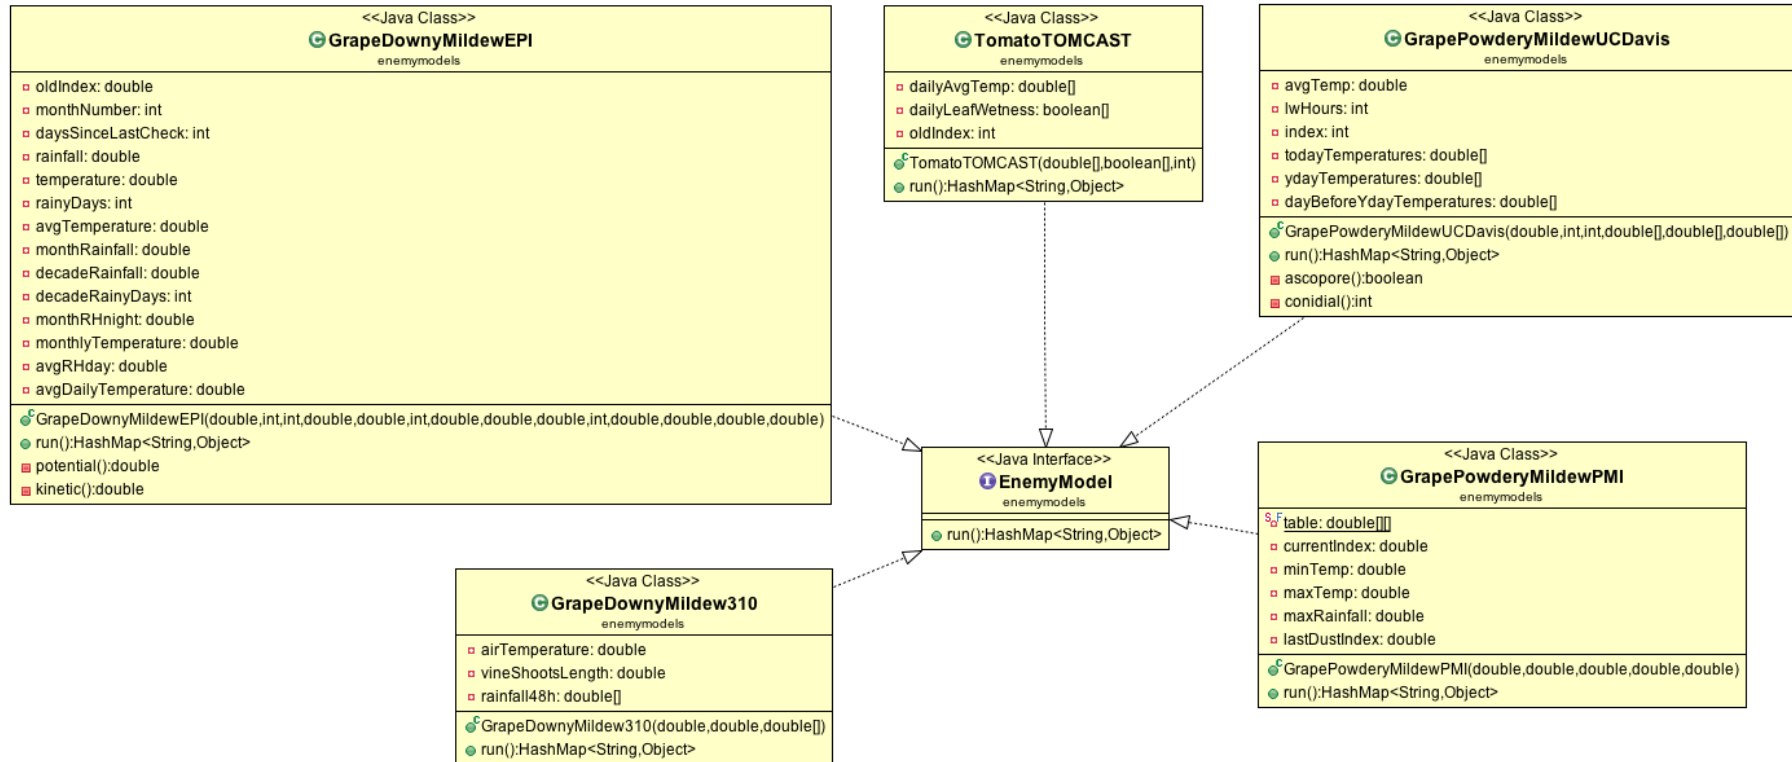 <<Java Class>>
GrapeDownyMildewEPI
enemymodels
oldIndex: double
monthNumber: int
daysSinceLastCheck: int
rainfall: double
temperature: double
rainyDays: int
avgTemperature: double
monthRainfall: double
decadeRainfall: double
decadeRainyDays: int
monthRHnight: double
monthlyTemperature: double
avgRHday: double
avgDailyTemperature: double
GrapeDownyMildewEPI(double,int,int,double,double,int,double,double,double,int,double,double,double,double)
run():HashMap<String,Object>
potential():double
kinetic():double
<<Java Class>>
TomatoTOMCAST
enemymodels
dailyAvgTemp: double[]
dailyLeafWetness: boolean[]
oldIndex: int
TomatoTOMCAST(double[],boolean[],int)
run():HashMap<String,Object>
<<Java Class>>
GrapePowderyMildewUCDavis
enemymodels
avgTemp: double
lwHours: int
index: int
todayTemperatures: double[]
ydayTemperatures: double[]
dayBeforeYdayTemperatures: double[]
GrapePowderyMildewUCDavis(double,int,int,double[],double[],double[])
run():HashMap<String,Object>
ascopore():boolean
conidial():int
<<Java Interface>>
EnemyModel
enemymodels
run():HashMap<String,Object>
<<Java Class>>
GrapePowderyMildewPMI
enemymodels
table: double[][]
currentIndex: double
minTemp: double
maxTemp: double
maxRainfall: double
lastDustIndex: double
GrapePowderyMildewPMI(double,double,double,double,double)
run():HashMap<String,Object>
<<Java Class>>
GrapeDownyMildew310
enemymodels
airTemperature: double
vineShootsLength: double
rainfall48h: double[]
GrapeDownyMildew310(double,double,double[])
run():HashMap<String,Object>